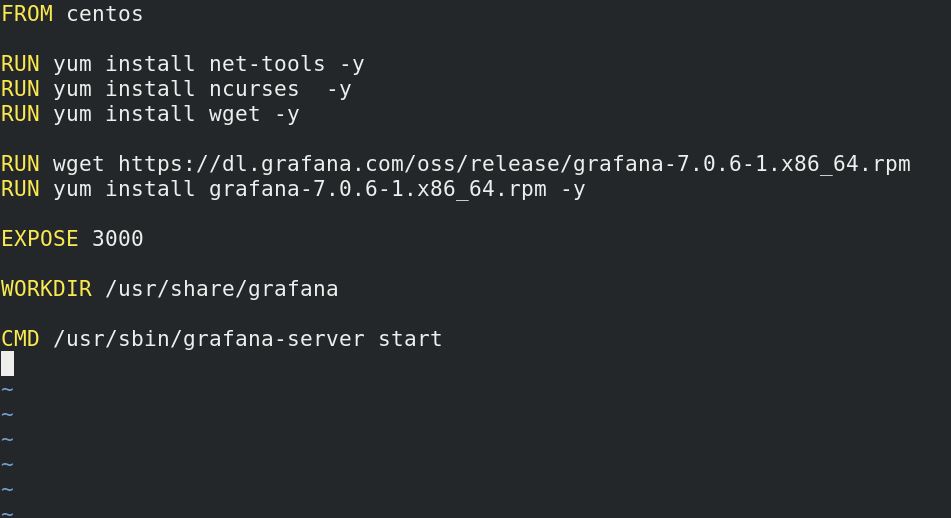 FROM centos
RUN yum install net-tools -y
RUN yum install ncurses  -y
RUN yum install wget -y
RUN wget https://dl.grafana.com/oss/release/grafana-7.0.6-1.x86_64.rpm
RUN yum install grafana-7.0.6-1.x86_64.rpm -y
EXPOSE 3000
WORKDIR /usr/share/grafana
CMD /usr/sbin/grafana-server start
~
~
~
~
~
~